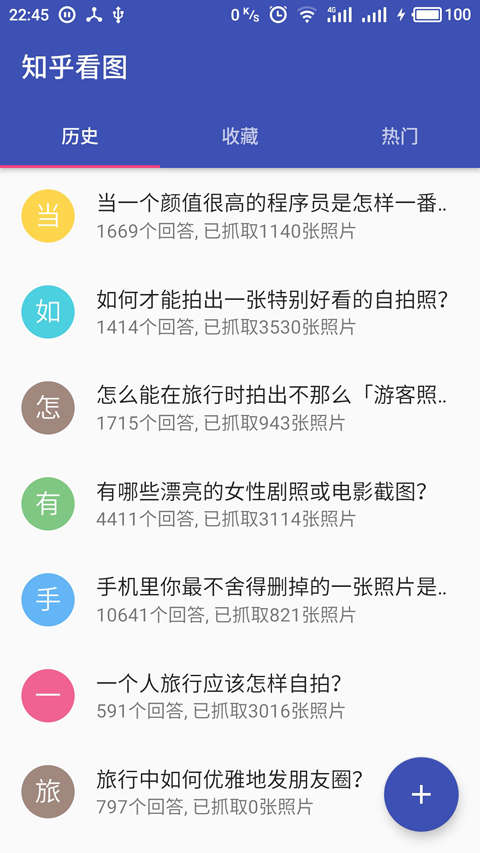 22:45 0 K/s 4G 100
知乎看图
历史 收藏 热门
当 当一个颜值很高的程序员是怎样一番..
1669个回答, 已抓取1140张照片
如 如何才能拍出一张特别好看的自拍照?
1414个回答, 已抓取3530张照片
怎 怎么能在旅行时拍出不那么「游客照..
1715个回答, 已抓取943张照片
有 有哪些漂亮的女性剧照或电影截图?
4411个回答, 已抓取3114张照片
手 手机里你最不舍得删掉的一张照片是..
10641个回答, 已抓取821张照片
一 一个人旅行应该怎样自拍?
591个回答, 已抓取3016张照片
旅 旅行中如何优雅地发朋友圈?
797个回答, 已抓取0张照片
+